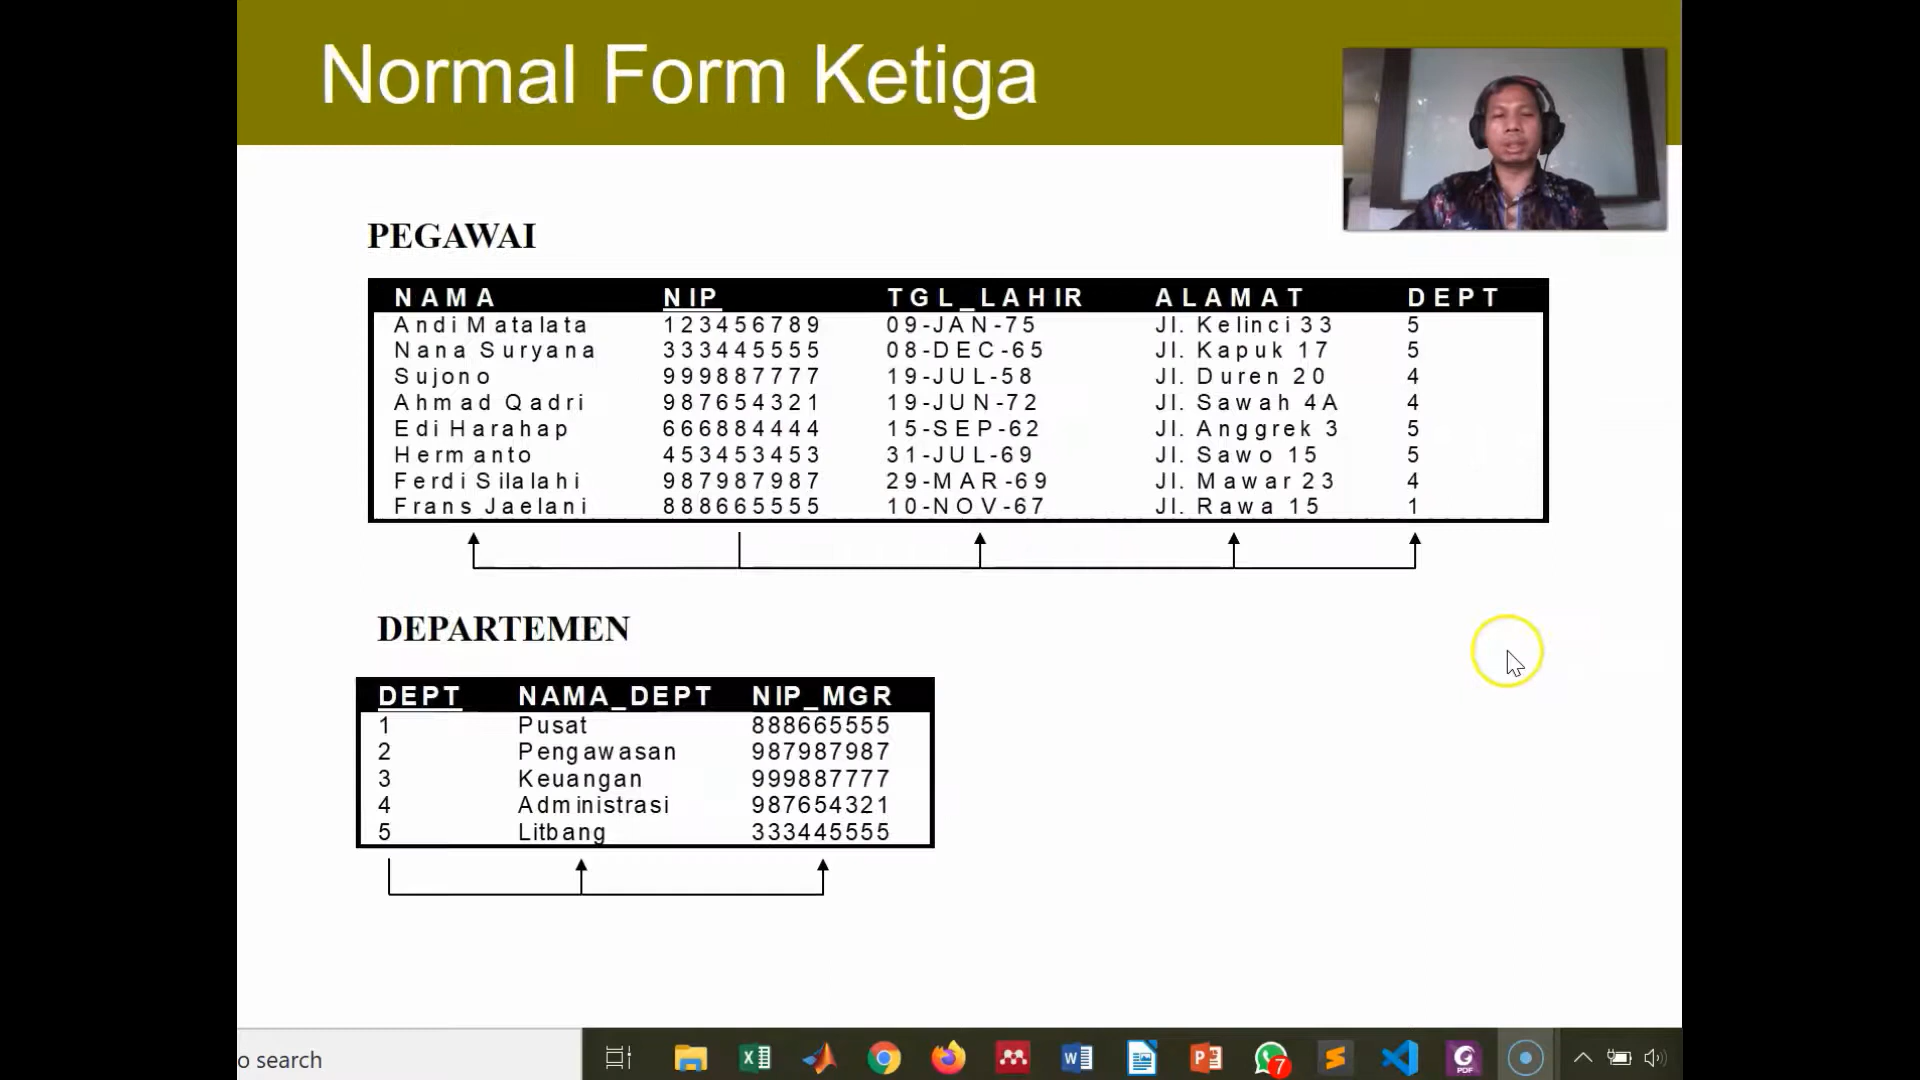 Normal Form Ketiga
PEGAWAI
NAMA NIP TGL_LAHIR ALAMAT DEPT
Andi Matalata 123456789 09-JAN-75 Jl. Kelinci 33 5
Nana Suryana 333445555 08-DEC-65 Jl. Kapuk 17 5
Sujono 999887777 19-JUL-58 Jl. Duren 20 4
Ahmad Qadri 987654321 19-JUN-72 Jl. Sawah 4A 4
Edi Harahap 666884444 15-SEP-62 Jl. Anggrek 3 5
Hermanto 453453453 31-JUL-69 Jl. Sawo 15 5
Ferdi Silalahi 987987987 29-MAR-69 Jl. Mawar 23 4
Frans Jaelani 888665555 10-NOV-67 Jl. Rawa 15 1
DEPARTEMEN
DEPT NAMA_DEPT NIP_MGR
1 Pusat 888665555
2 Pengawasan 987987987
3 Keuangan 999887777
4 Administrasi 987654321
5 Litbang 333445555
o search
7
PDF